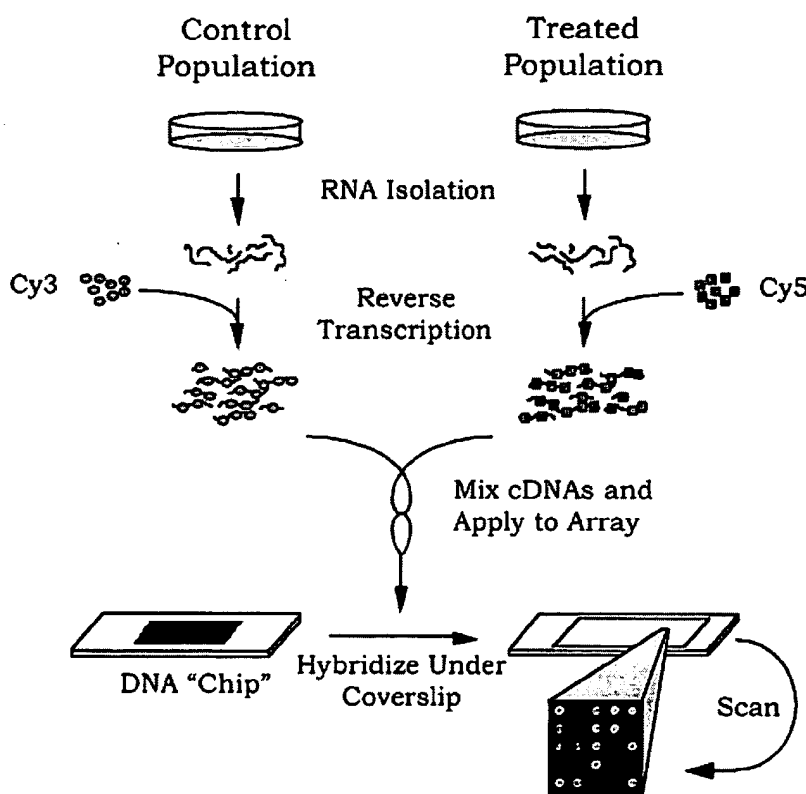 Control
Population
Treated
Population
RNA Isolation
Cy3
Reverse
Transcription
Cy5
Mix cDNAs and
Apply to Array
DNA “Chip”
Hybridize Under
Coverslip
Scan